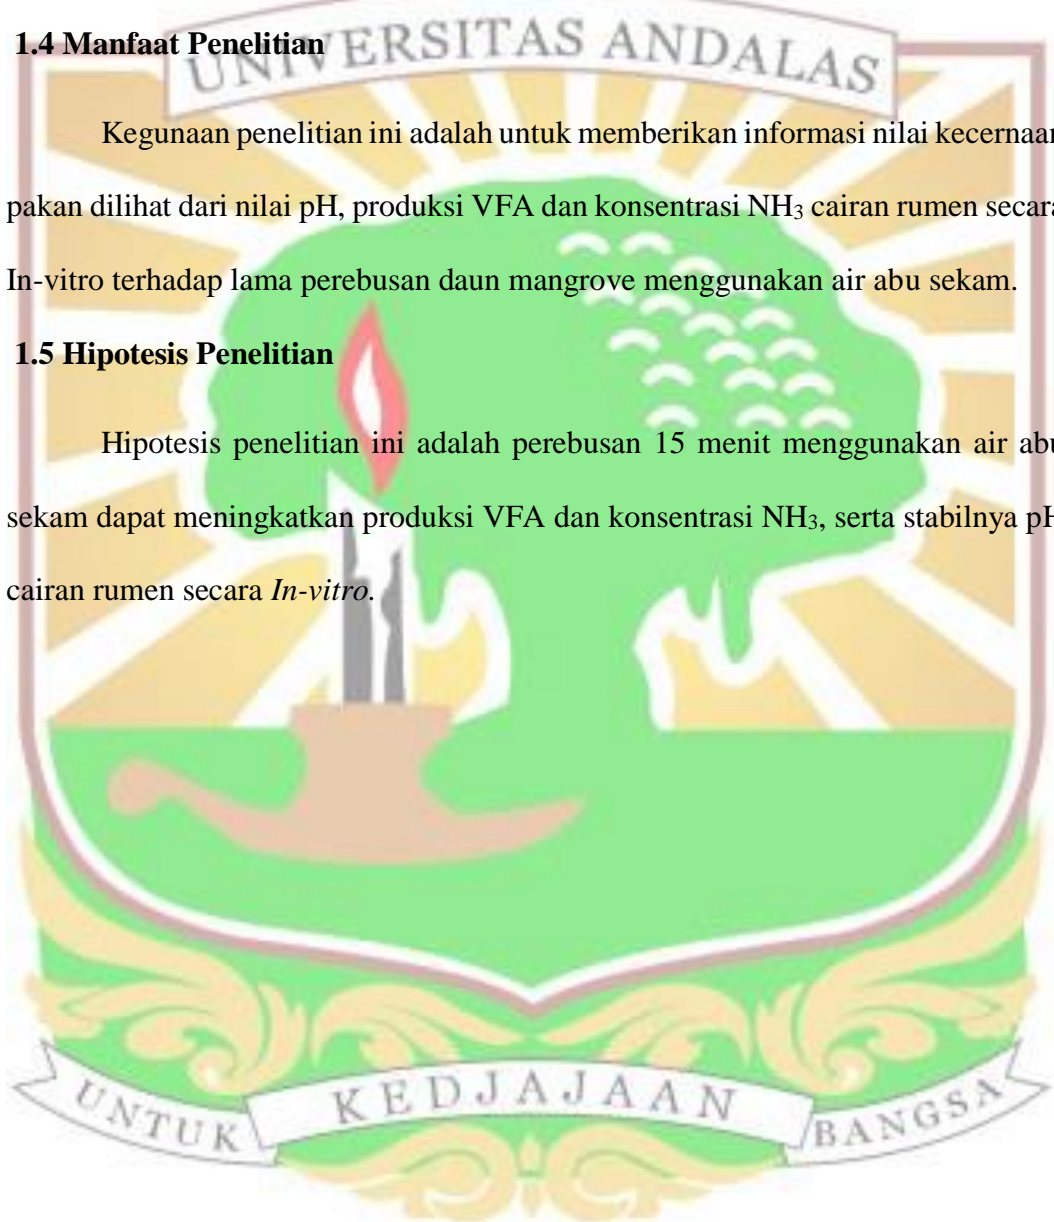 1.4 Manfaat Penelitian
UNIVERSITAS ANDALAS
Kegunaan penelitian ini adalah untuk memberikan informasi nilai kecernaan
pakan dilihat dari nilai pH, produksi VFA dan konsentrasi NH₃ cairan rumen secara
In-vitro terhadap lama perebusan daun mangrove menggunakan air abu sekam.
1.5 Hipotesis Penelitian
Hipotesis penelitian ini adalah perebusan 15 menit menggunakan air abu
sekam dapat meningkatkan produksi VFA dan konsentrasi NH₃, serta stabilnya pH
cairan rumen secara In-vitro.
UNTUK KEDJAJAAN BANGSA